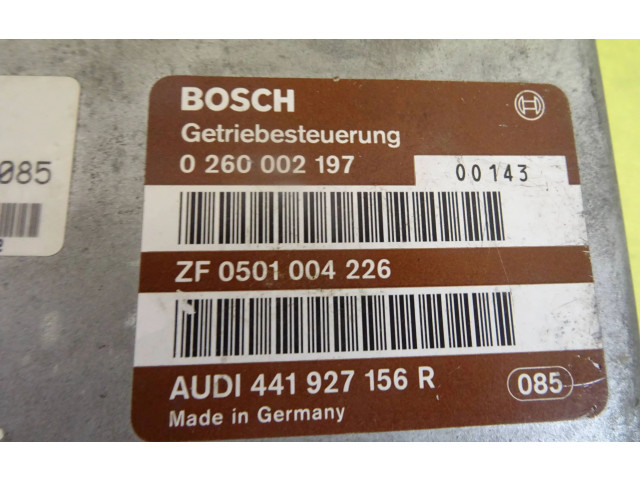 BOSCH
Getriebesteuerung
0 260 002 197
00143
085
ZF 0501 004 226
AUDI 441 927 156 R
085
Made in Germany